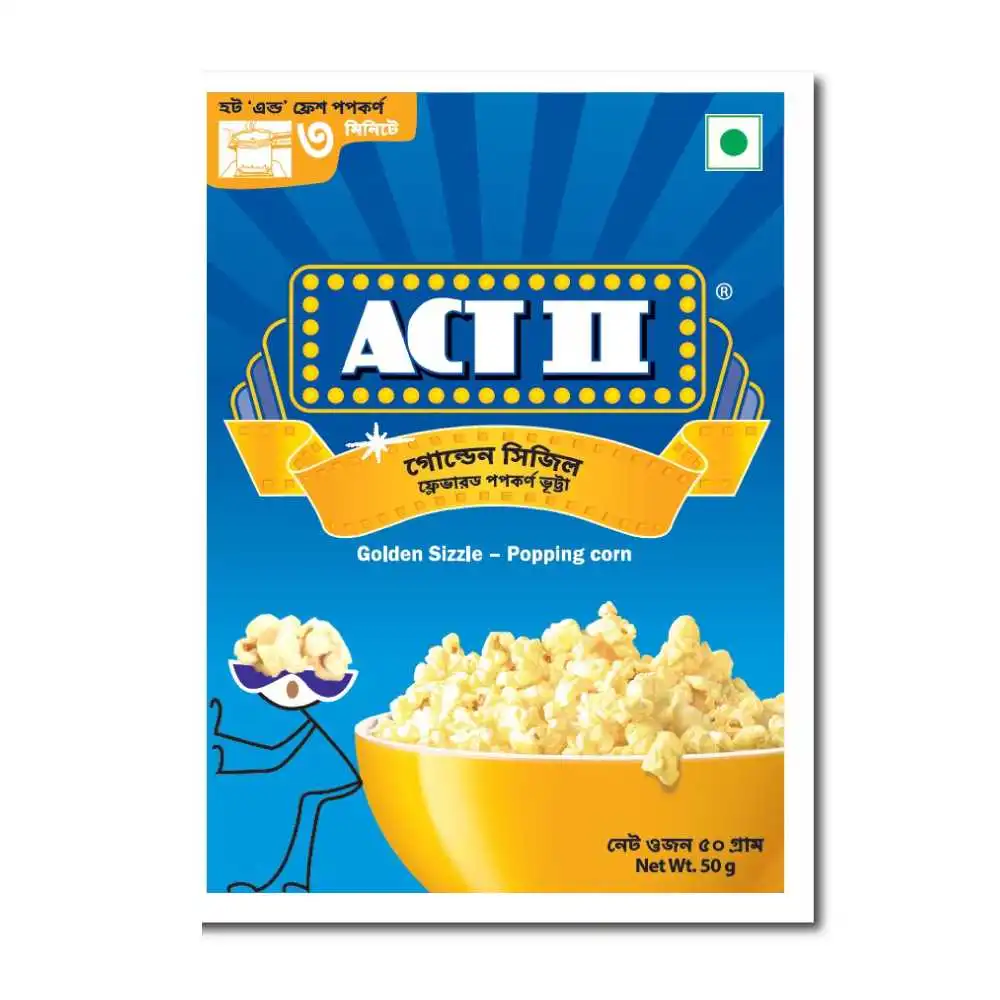 হট ‘এন্ড’ ফ্রেশ পপকর্ণ
৩ মিনিটে
ACT II ®
গোল্ডেন সিজিল
ফ্লেভারড পপকর্ণ ভূট্টা
Golden Sizzle – Popping corn
নেট ওজন ৫০ গ্রাম
Net Wt. 50 g